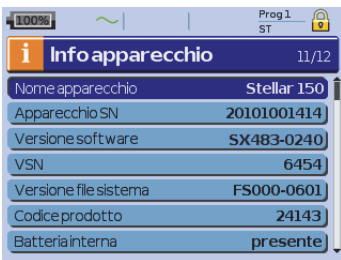 100% Prog 1
ST
i Info apparecchio 11/12
Nome apparecchio Stellar 150
Apparecchio SN 20101001414
Versione software SX483-0240
VSN 6454
Versione file sistema FS000-0601
Codice prodotto 24143
Batteria interna presente